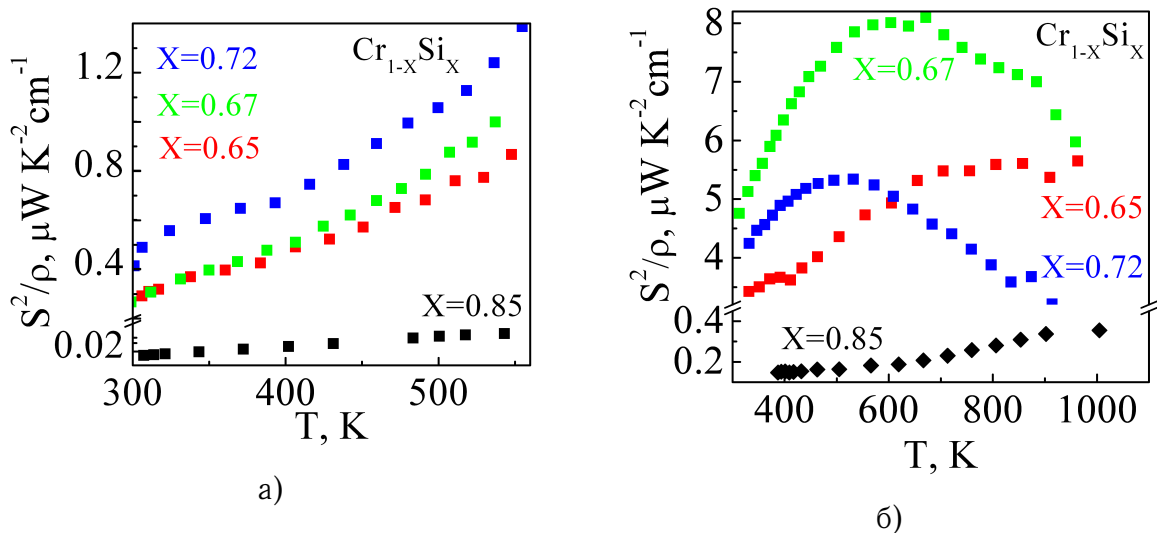 S²/ρ, μW K⁻²cm⁻¹
1.2
0.8
0.4
0.02
X=0.72
X=0.67
X=0.65
Cr₁₋ₓSiₓ
X=0.85
300 400 500
T, K
а)
S²/ρ, μW K⁻²cm⁻¹
8
7
6
5
4
0.4
0.2
Cr₁₋ₓSiₓ
X=0.67
X=0.65
X=0.72
X=0.85
400 600 800 1000
T, K
б)